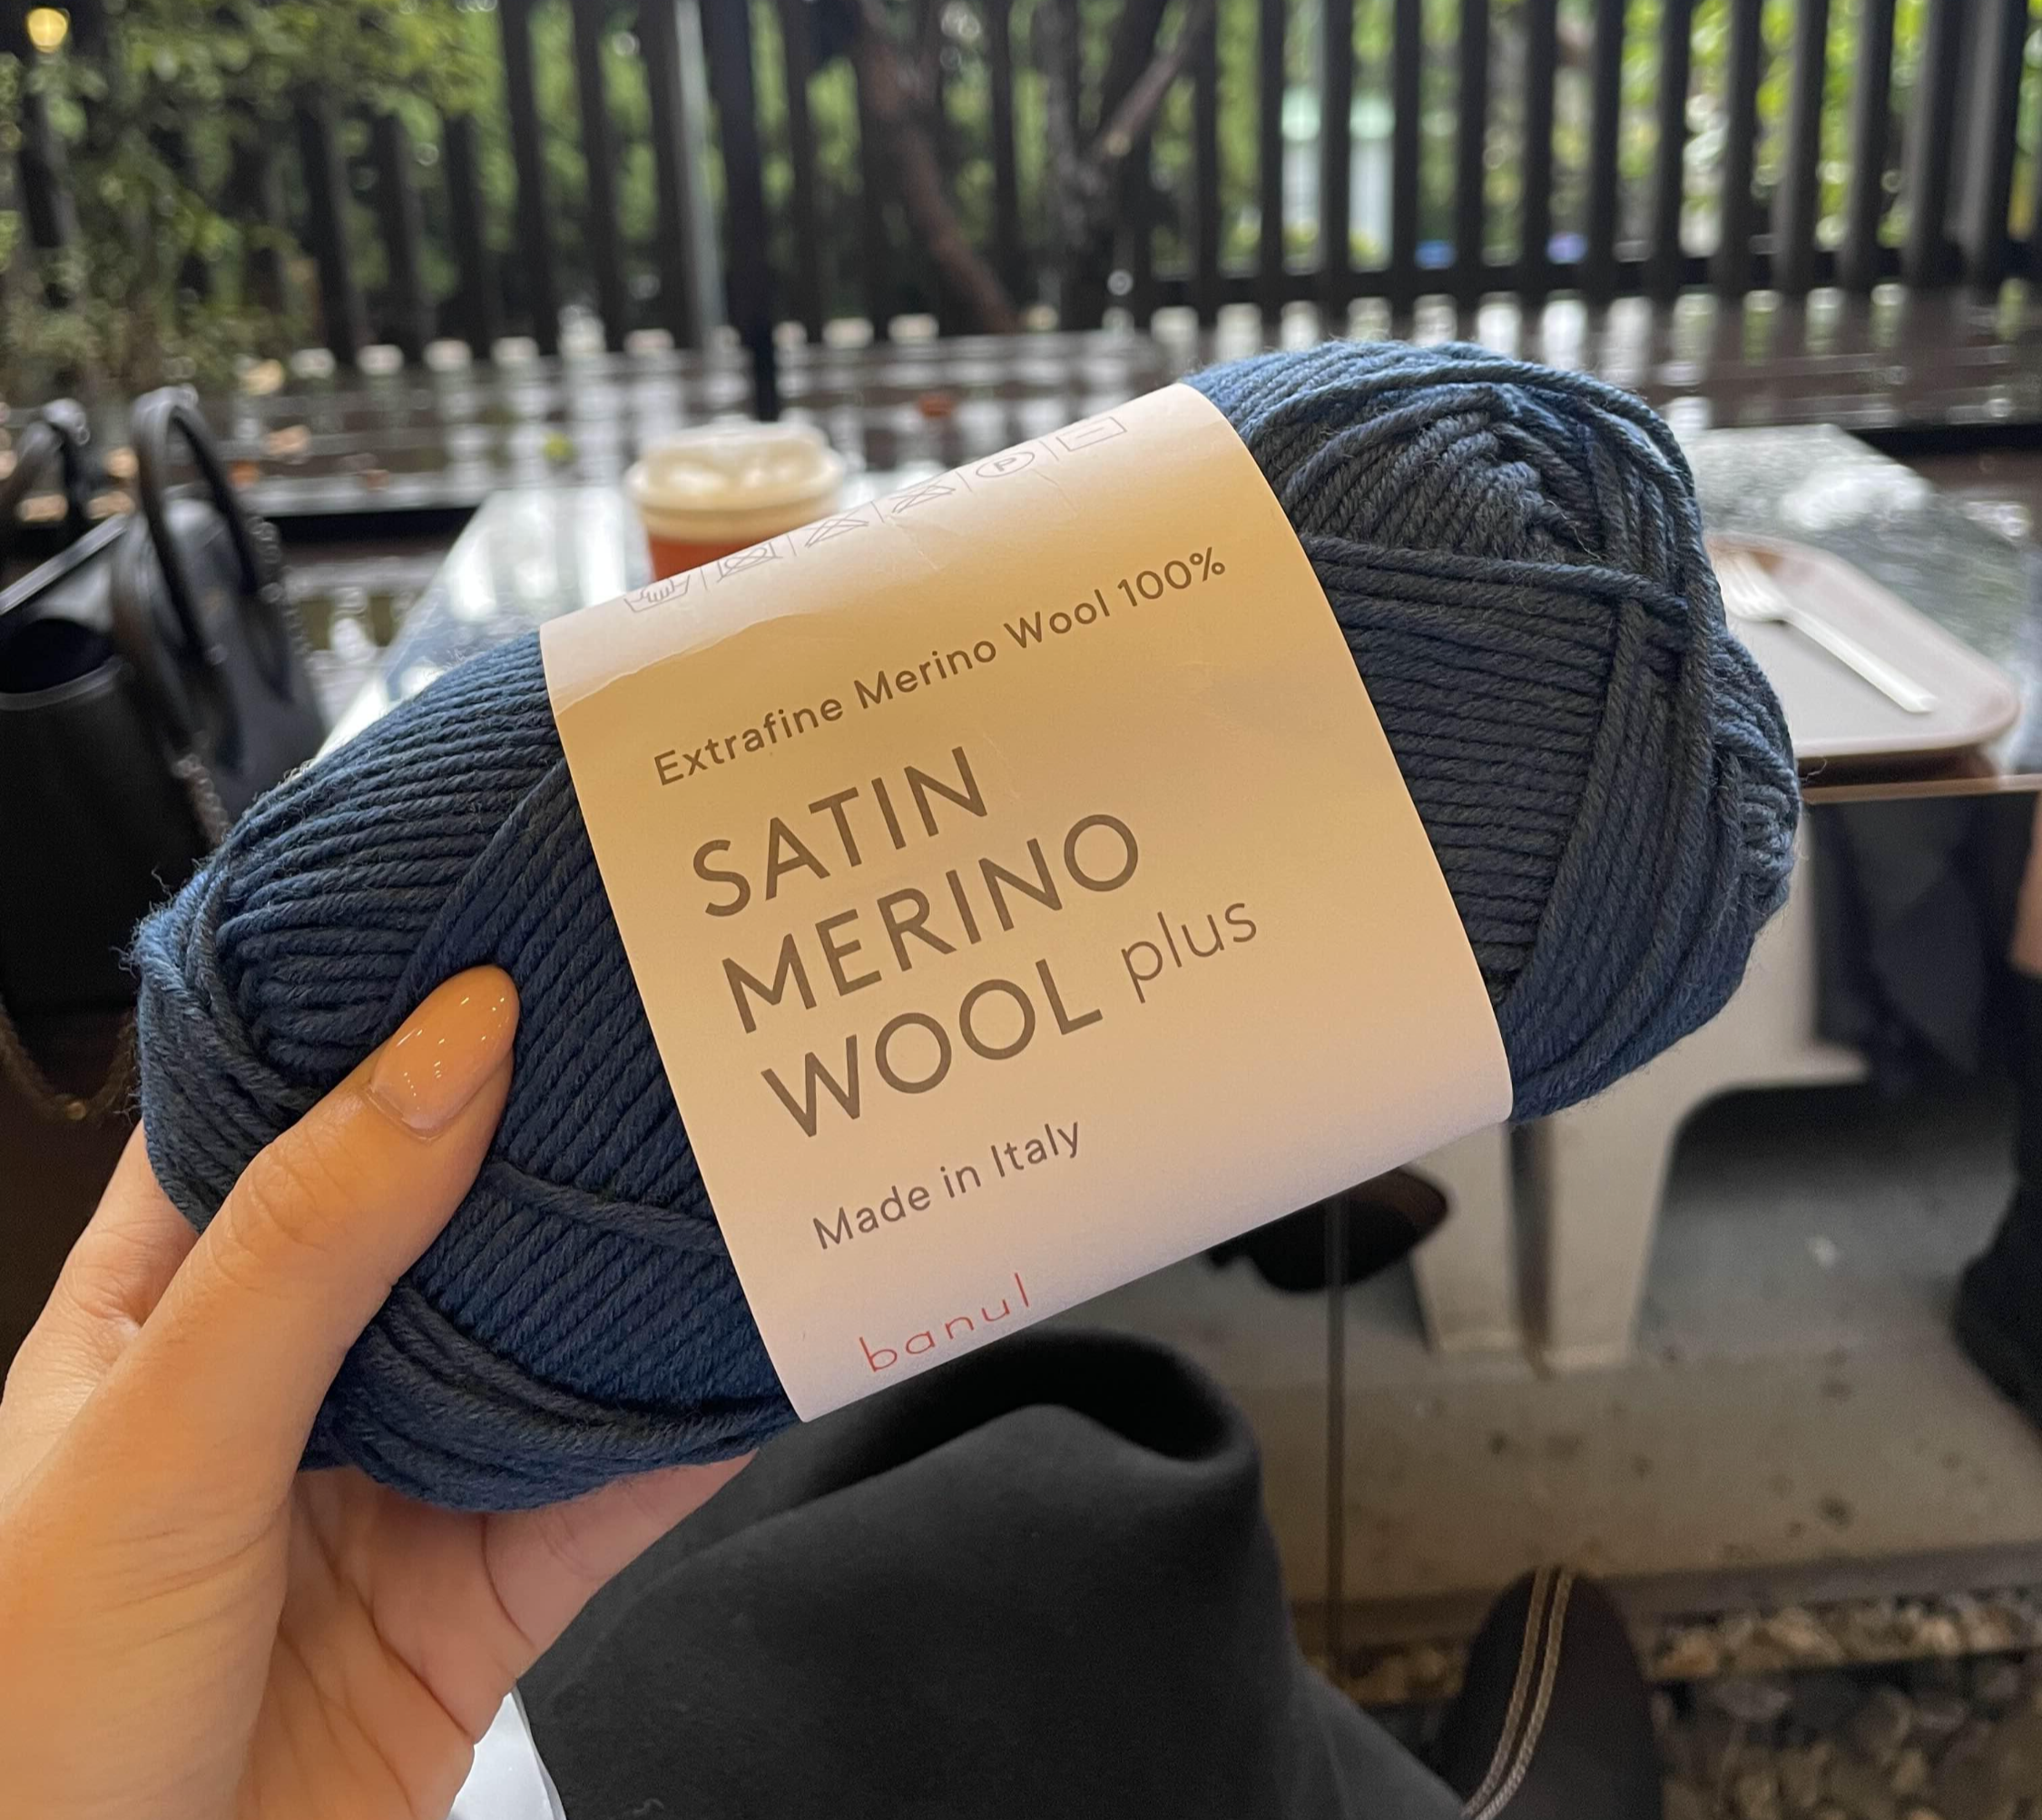 P
Extrafine Merino Wool 100%
SATIN
MERINO
WOOL plus
Made in Italy
banul